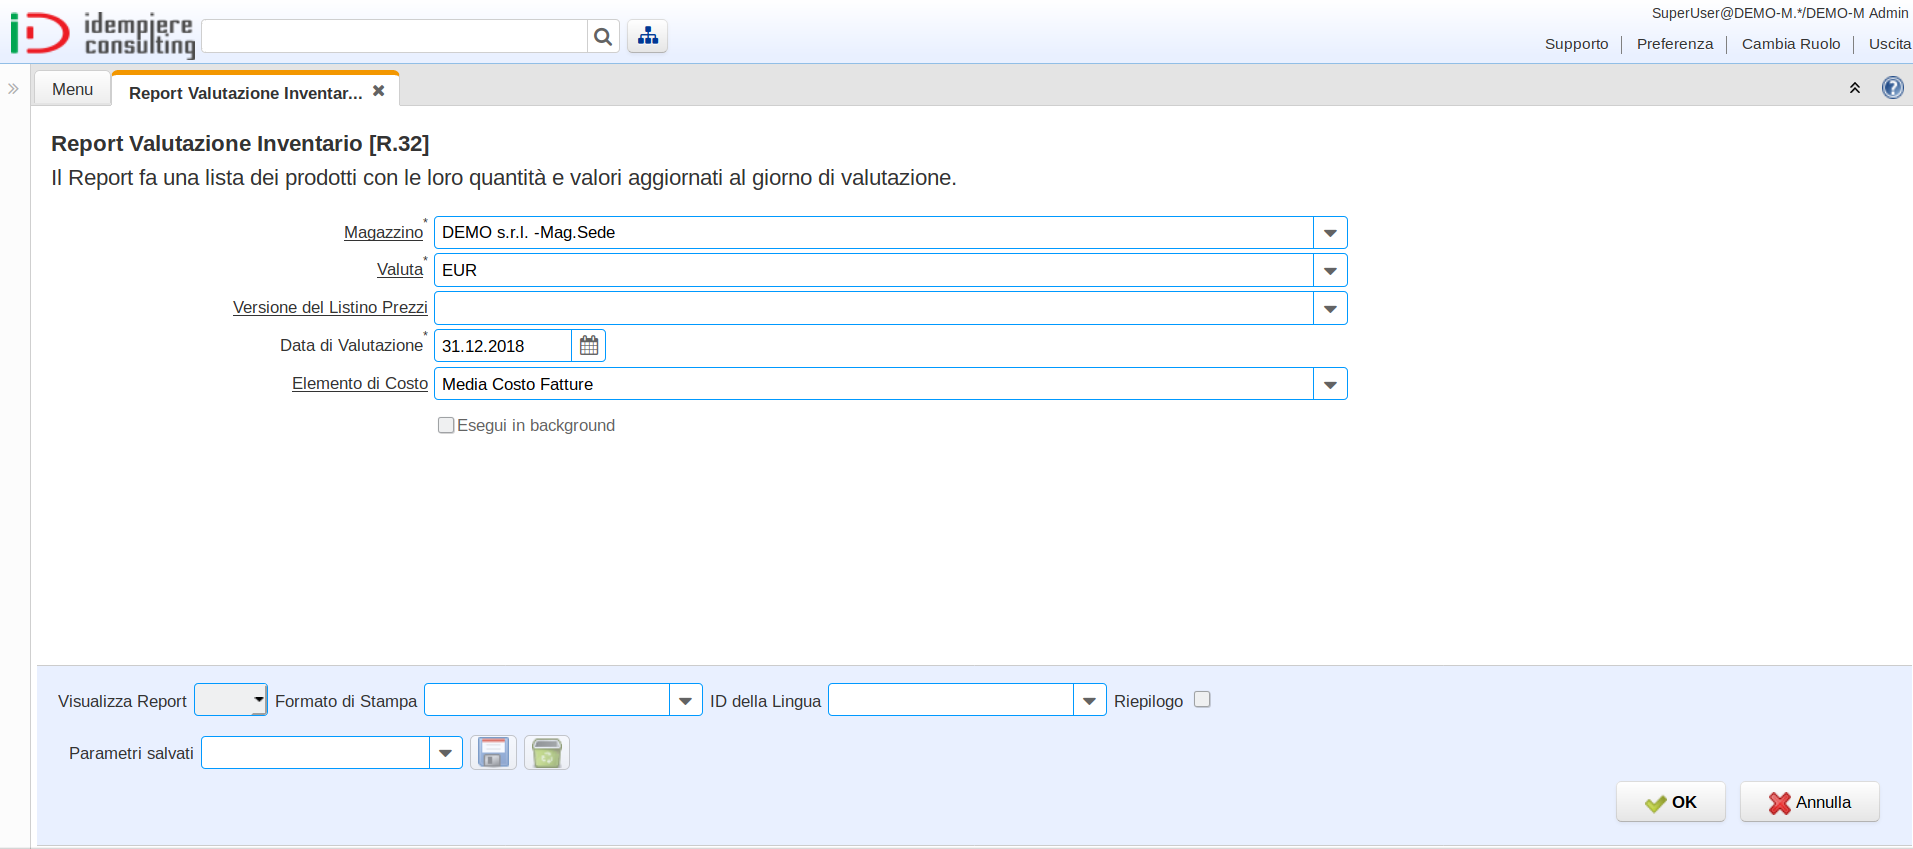 idempiere
consulting
SuperUser@DEMO-M.*/DEMO-M Admin
Supporto Preferenza Cambia Ruolo Uscita
Menu Report Valutazione Inventar...
Report Valutazione Inventario [R.32]
Il Report fa una lista dei prodotti con le loro quantità e valori aggiornati al giorno di valutazione.
Magazzino* DEMO s.r.l. -Mag.Sede
Valuta* EUR
Versione del Listino Prezzi
Data di Valutazione* 31.12.2018
Elemento di Costo Media Costo Fatture
Esegui in background
Visualizza Report Formato di Stampa ID della Lingua Riepilogo
Parametri salvati
OK Annulla